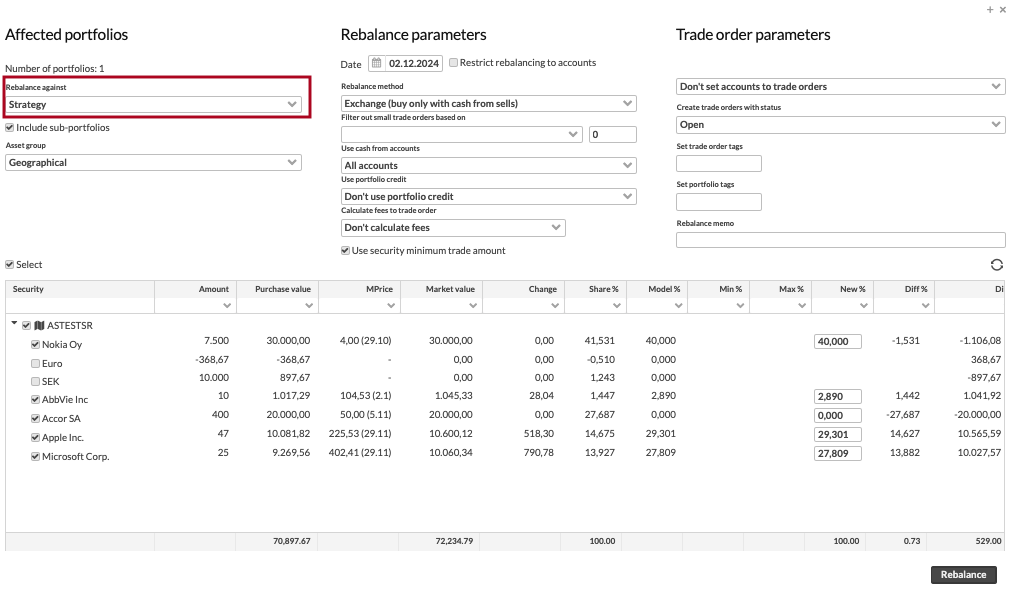 + ×
Affected portfolios
Number of portfolios: 1
Rebalance against
Strategy
Include sub-portfolios
Asset group
Geographical
Rebalance parameters
Date 02.12.2024 Restrict rebalancing to accounts
Rebalance method
Exchange (buy only with cash from sells)
Filter out small trade orders based on
0
Use cash from accounts
All accounts
Use portfolio credit
Don't use portfolio credit
Calculate fees to trade order
Don't calculate fees
Use security minimum trade amount
Trade order parameters
Don't set accounts to trade orders
Create trade orders with status
Open
Set trade order tags
Set portfolio tags
Rebalance memo
Select
Security Amount Purchase value MPrice Market value Change Share % Model % Min % Max % New % Diff % Di
ASTESTSR
Nokia Oy 7.500 30.000,00 4,00 (29.10) 30.000,00 0,00 41,531 40,000 40,000 -1,531 -1.106,08
Euro -368,67 -368,67 - 0,00 0,00 -0,510 0,000 368,67
SEK 10.000 897,67 - 0,00 0,00 1,243 0,000 -897,67
AbbVie Inc 10 1.017,29 104,53 (2.1) 1.045,33 28,04 1,447 2,890 2,890 1,442 1.041,92
Accor SA 400 20.000,00 50,00 (5.11) 20.000,00 0,00 27,687 0,000 0,000 -27,687 -20.000,00
Apple Inc. 47 10.081,82 225,53 (29.11) 10.600,12 518,30 14,675 29,301 29,301 14,627 10.565,59
Microsoft Corp. 25 9.269,56 402,41 (29.11) 10.060,34 790,78 13,927 27,809 27,809 13,882 10.027,57
70,897.67 72,234.79 100.00 100.00 0.73 529.00
Rebalance